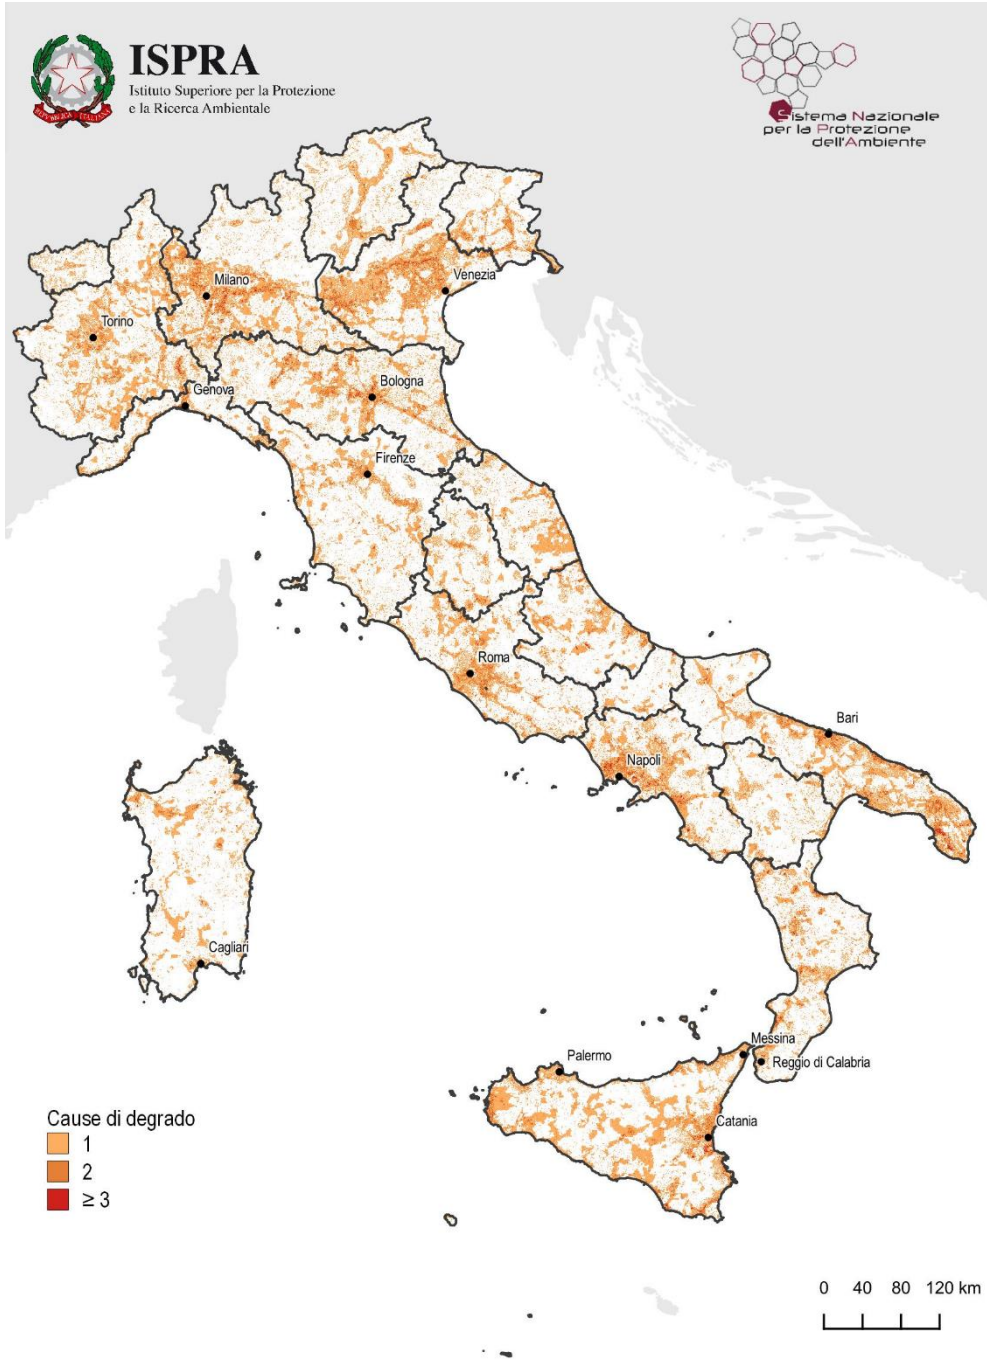 ISPRA
Istituto Superiore per la Protezione
e la Ricerca Ambientale
REPVBBLICA ITALIANA
Sistema Nazionale
per la Protezione
dell'Ambiente
Milano
Venezia
Torino
Genova
Bologna
Firenze
Roma
Bari
Napoli
Cagliari
Messina
Palermo
Reggio di Calabria
Catania
Cause di degrado
1
2
≥ 3
0 40 80 120 km